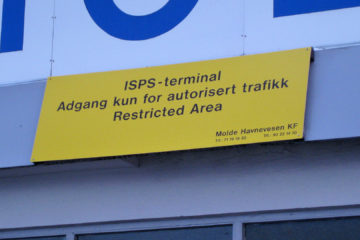 ISPS-terminal
Adgang kun for autorisert trafikk
Restricted Area
Molde Havnevesen KF